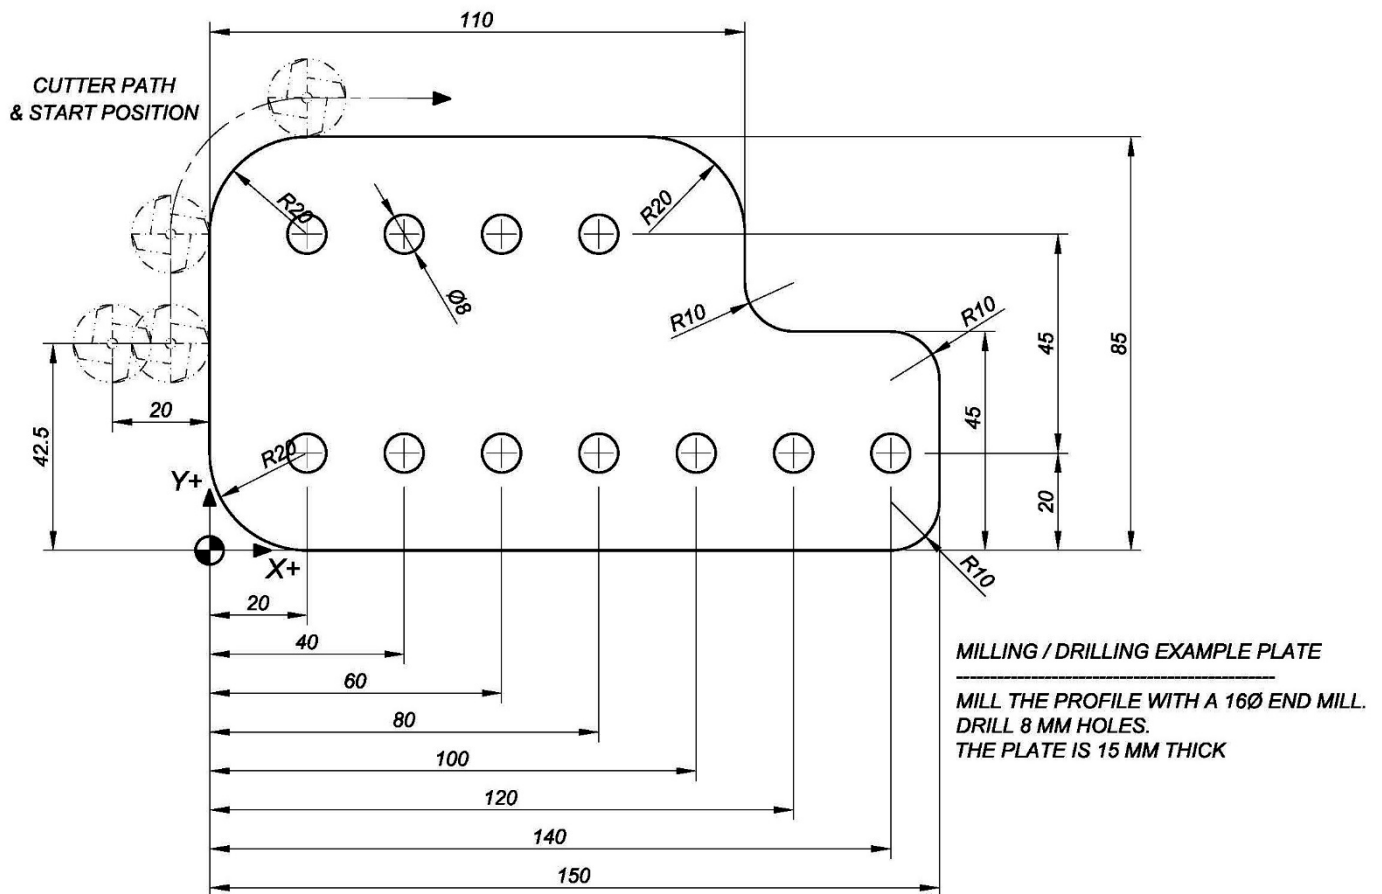 110
CUTTER PATH
& START POSITION
R20
R20
Ø8
R10
R10
45
85
20
45
42.5
R20
Y+
20
X+
R10
20
40
60
80
100
120
140
150
MILLING / DRILLING EXAMPLE PLATE
--------------------------------------------
MILL THE PROFILE WITH A 16Ø END MILL.
DRILL 8 MM HOLES.
THE PLATE IS 15 MM THICK